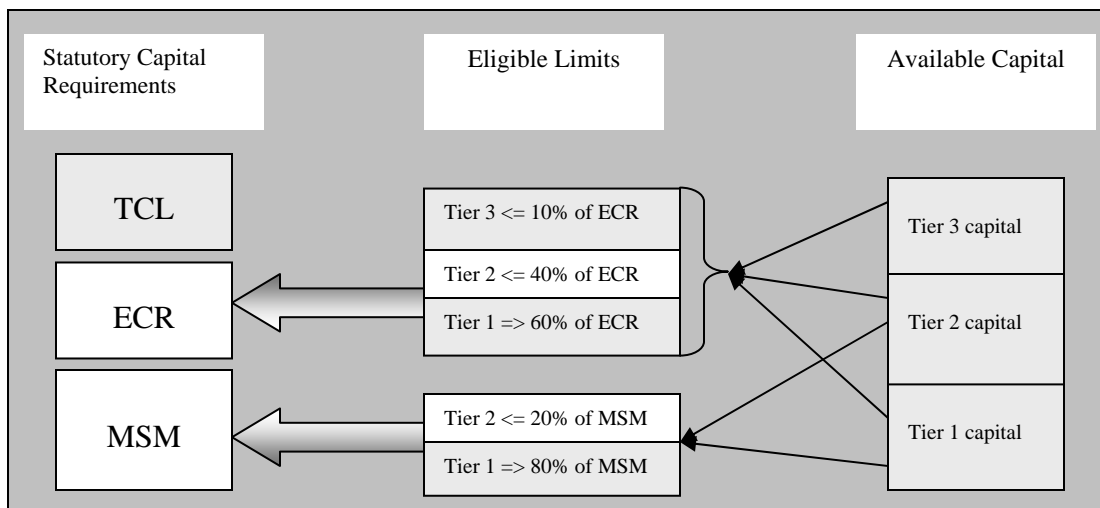 Statutory Capital
Requirements
Eligible Limits
Available Capital
TCL
ECR
MSM
Tier 3 <= 10% of ECR
Tier 2 <= 40% of ECR
Tier 1 => 60% of ECR
Tier 2 <= 20% of MSM
Tier 1 => 80% of MSM
Tier 3 capital
Tier 2 capital
Tier 1 capital